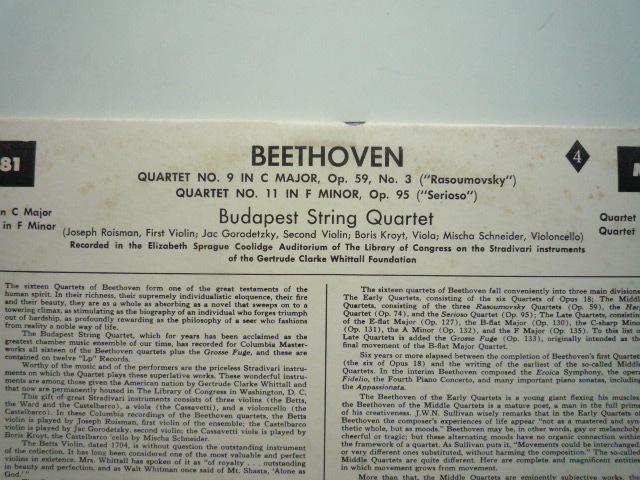 81
BEETHOVEN
4
QUARTET NO. 9 IN C MAJOR, Op. 59, No. 3 ("Rasoumovsky")
QUARTET NO. 11 IN F MINOR, Op. 95 ("Serioso")
n C Major
in F Minor
Budapest String Quartet
Quartet
Quartet
(Joseph Roisman, First Violin; Jac Gorodetzky, Second Violin; Boris Kroyt, Viola; Mischa Schneider, Violoncello)
Recorded in the Elizabeth Sprague Coolidge Auditorium of The Library of Congress on the Stradivari instruments
of the Gertrude Clarke Whittall Foundation
The sixteen Quartets of Beethoven form one of the great testaments of the
human spirit. In their richness, their supremely individualistic eloquence, their fire
and their beauty, they are as a whole as absorbing as a novel that sweeps on to a
towering climax, as stimulating as the biography of an individual who forges triumph
out of hardship, as profoundly rewarding as the philosophy of a seer who fashions
from reality a noble way of life.
The Budapest String Quartet, which for years has been acclaimed as the
greatest chamber music ensemble of our time, has recorded for Columbia Master-
works all sixteen of the Beethoven quartets plus the Grosse Fuge, and these are
contained on twelve "Lp" Records.
Worthy of the music and of the performers are the priceless Stradivari instru-
ments on which the Quartet plays these superlative works. These wonderful instru-
ments are among those given the American nation by Gertrude Clarke Whittall and
that now are permanently housed in The Library of Congress in Washington, D. C.
This gift of great Stradivari instruments consists of three violins (the Betts,
the Ward and the Castelbarco), a viola (the Cassavetti), and a violoncello (the
Castelbarco). In these Columbia recordings of the Beethoven quartets, the Betts
violin is played by Joseph Roisman, first violin of the ensemble; the Castelbarco
violin is played by Jac Gorodetzky, second violin; the Cassavetti viola is played by
Boris Kroyt, the Castelbarco 'cello by Mischa Schneider.
The Betts Violin, dated 1704, is without question the outstanding instrument
of the collection. It has long been considered one of the most valuable and perfect
violins in existence. Mrs. Whittall has spoken of it as "of royalty . . . outstanding
in beauty and perfection, and as Walt Whitman once said of Mt. Shasta, 'Alone as
God.'"
The sixteen quartets of Beethoven fall conveniently into three main divisions:
The Early Quartets, consisting of the six Quartets of Opus 18; The Middle
Quartets, consisting of the three Rasoumovsky Quartets (Op. 59), the Harp
Quartet (Op. 74), and the Serioso Quartet (Op. 95); The Late Quartets, consisting
of the E-flat Major (Op. 127), the B-flat Major (Op. 130), the C-sharp Minor
(Op. 131), the A Minor (Op. 132), and the F Major (Op. 135). To this list of
Late Quartets is added the Grosse Fuge (Op. 133), originally intended as the
final movement of the B-flat Major Quartet.
Six years or more elapsed between the completion of Beethoven's first Quartets
(the six of Opus 18) and the writing of the earliest of the so-called Middle
Quartets. In the interim Beethoven composed the Eroica Symphony, the opera
Fidelio, the Fourth Piano Concerto, and many important piano sonatas, including
the Appassionata.
The Beethoven of the Early Quartets is a young giant flexing his muscles;
the Beethoven of the Middle Quartets is a mature poet, a man in the full prime
of his creativeness. J.W.N. Sullivan wisely remarks that in the Early Quartets of
Beethoven the composer's experiences of life appear "not as a mastered and syn-
thetic whole, but as moods." Beethoven may be, in other words, gay or melancholy,
cheerful or tragic; but these alternating moods have no organic connection within
the framework of a quartet. As Sullivan puts it, "Movements could be interchanged,
or very different ones substituted, without harming the composition." The so-called
Middle Quartets are quite different. Here are complete and magnificent entities
in which movement grows from movement.
More than that, the Middle Quartets are eminently subjective works, the